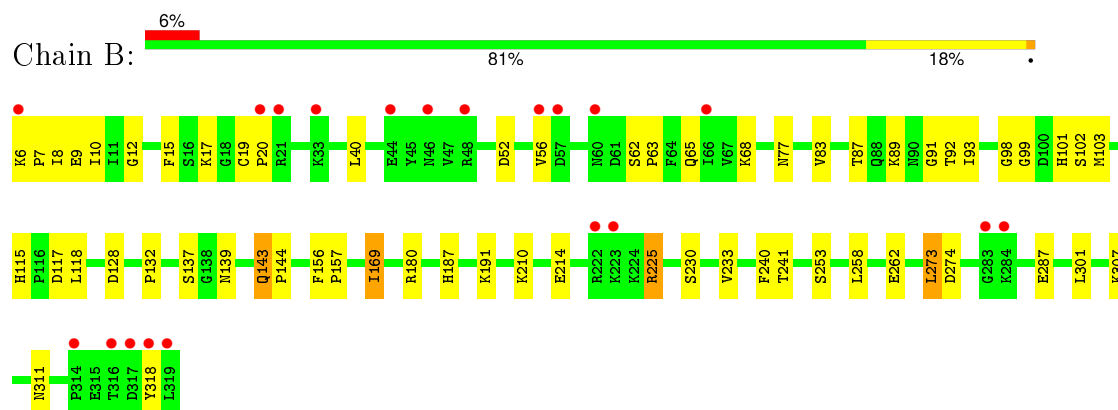 6%
Chain B:
81% 18% •
K6 P7 I8 E9 I10 I11 G12 F15 S16 K17 G18 C19 P20 R21 K33 L40 E44 Y45 N46 V47 R48 D52 V56 D57 N60 D61 S62 P63 F64 Q65 I66 V67 K68 N77 V83 T87 Q88 K89 N90 G91 T92 I93 G98 G99 D100 H101 S102 M103
H115 P116 D117 L118 D128 P132 S137 G138 N139 Q143 P144 F156 P157 I169 R180 H187 K191 K210 E214 R222 K223 K224 R225 S230 V233 F240 T241 S253 L258 E262 L273 D274 G283 K284 E287 L301 K307
N311 P314 E315 T316 D317 Y318 L319